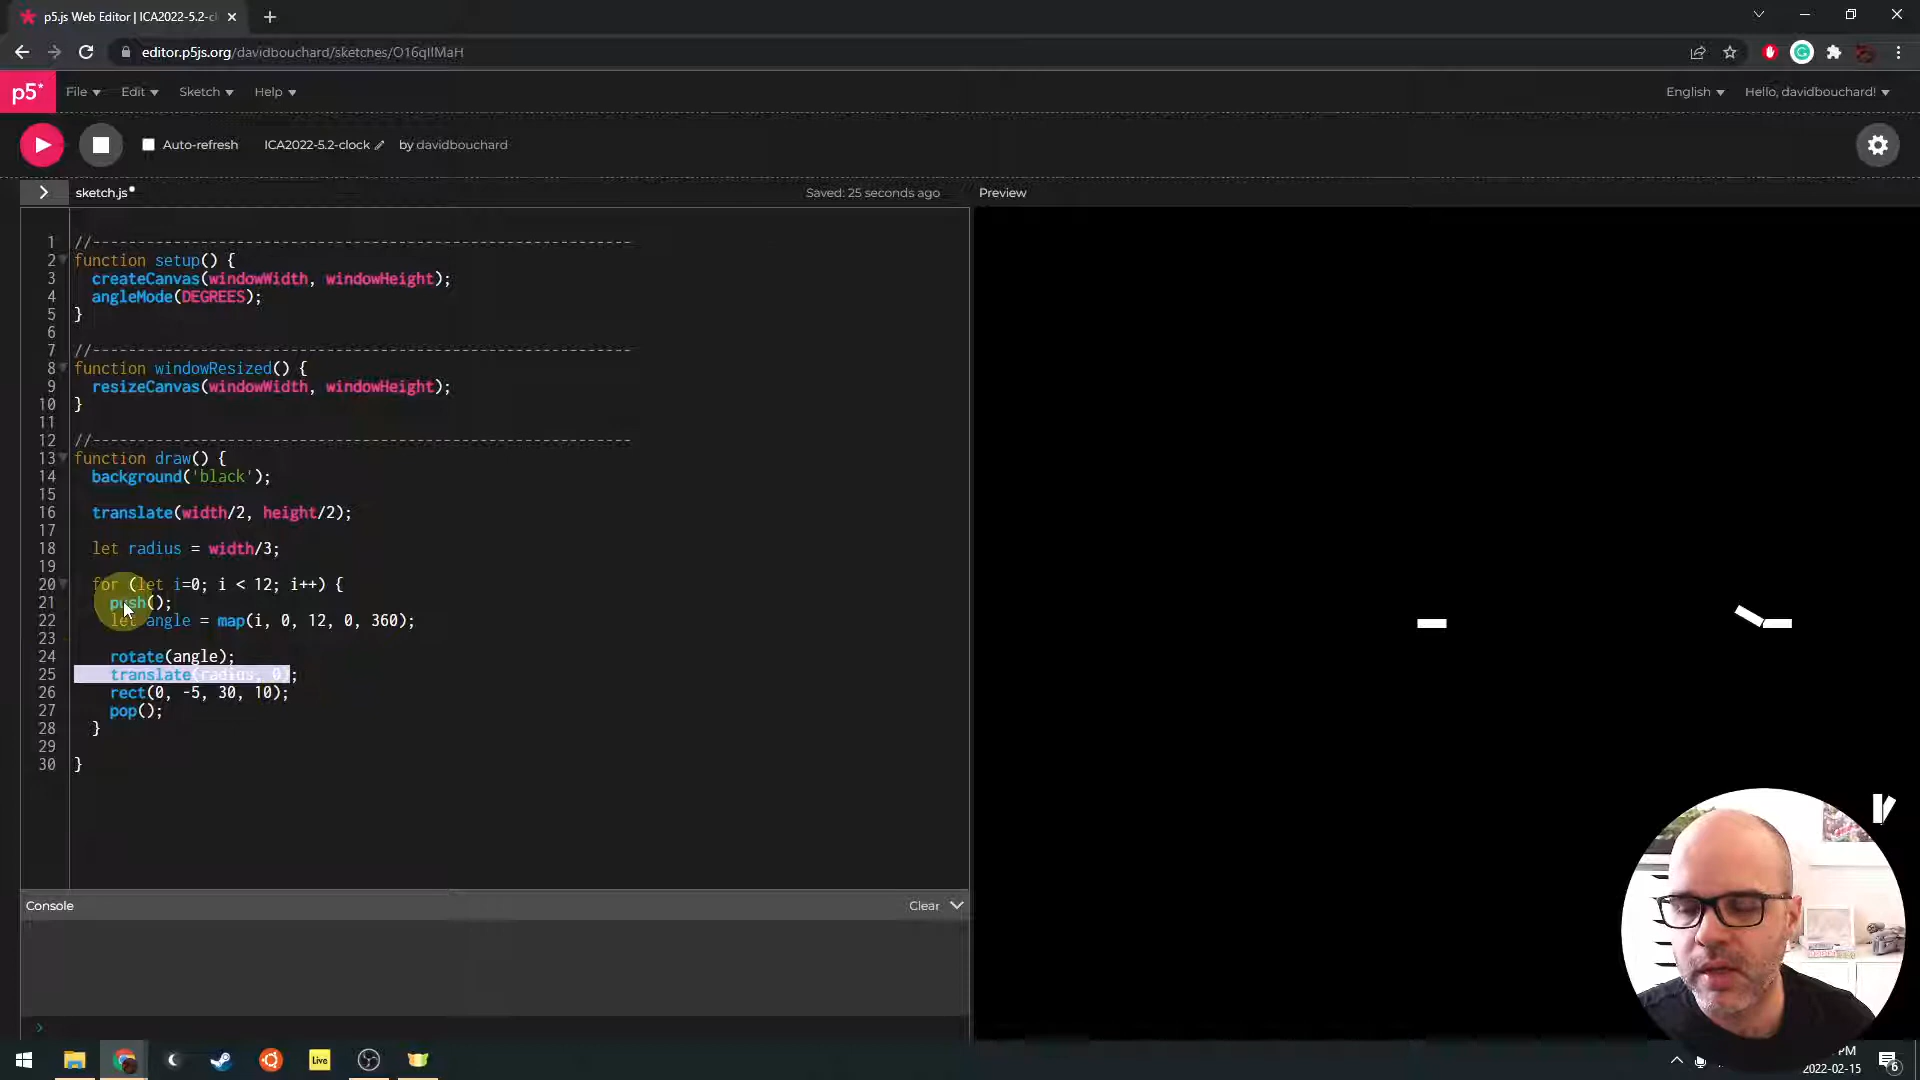 p5.js Web Editor | ICA2022-5.2-cl
editor.p5js.org/davidbouchard/sketches/O16qIlMaH
p5* File Edit Sketch Help English Hello, davidbouchard!
Auto-refresh ICA2022-5.2-clock by davidbouchard
sketch.js Saved: 25 seconds ago Preview
1 //------------------------------------------------------------
2 function setup() {
3 createCanvas(windowWidth, windowHeight);
4 angleMode(DEGREES);
5 }
6
7 //------------------------------------------------------------
8 function windowResized() {
9 resizeCanvas(windowWidth, windowHeight);
10 }
11
12 //------------------------------------------------------------
13 function draw() {
14 background('black');
15
16 translate(width/2, height/2);
17
18 let radius = width/3;
19
20 for (let i=0; i < 12; i++) {
21 push();
22 let angle = map(i, 0, 12, 0, 360);
23
24 rotate(angle);
25 translate(radius, 0);
26 rect(0, -5, 30, 10);
27 pop();
28 }
29
30 }
Console Clear
Live
PM
2022-02-15
6